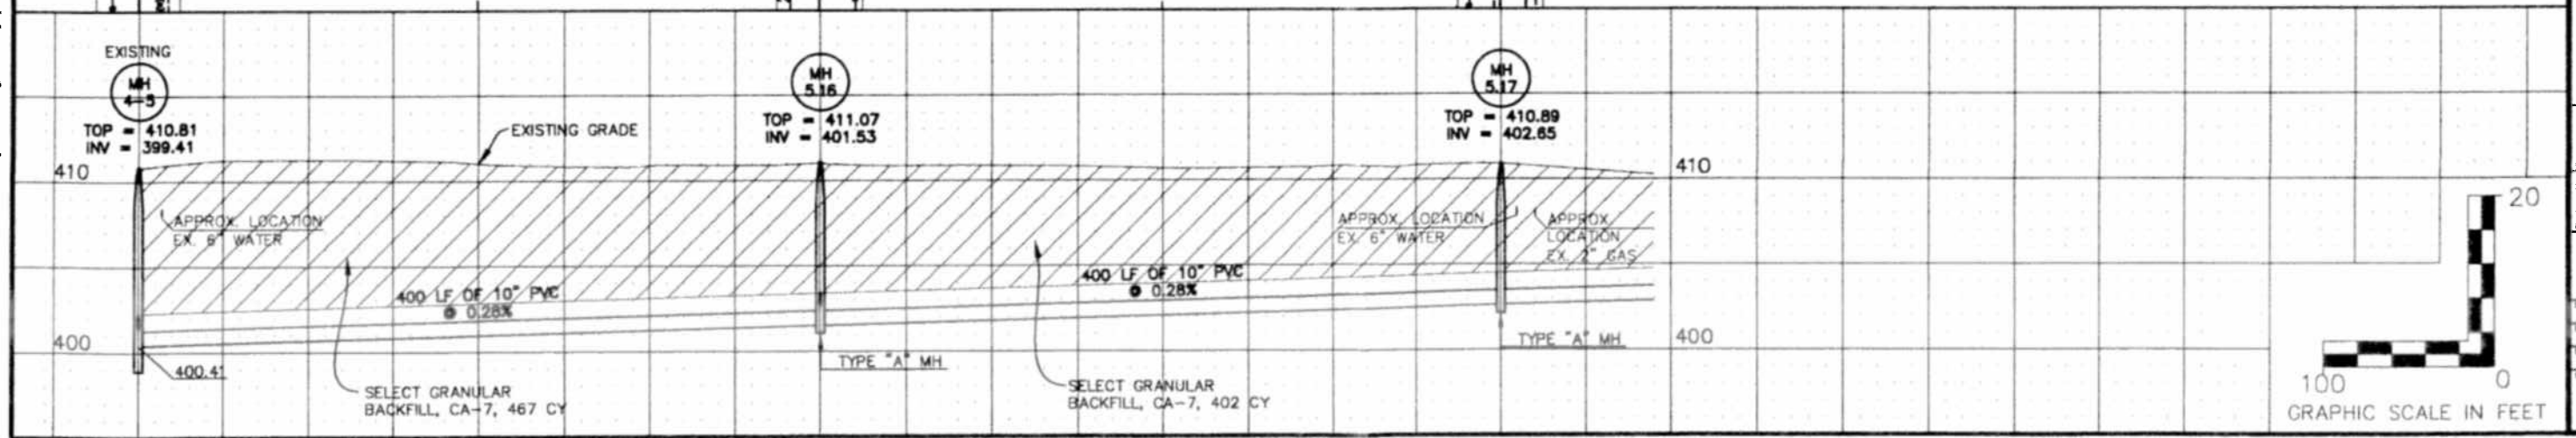 EXISTING
MH
4-5
TOP = 410.81
INV = 399.41
EXISTING GRADE
MH
5.16
TOP = 411.07
INV = 401.53
MH
5.17
TOP = 410.89
INV = 402.65
410
410
20
APPROX. LOCATION
EX. 6" WATER
APPROX. LOCATION
EX. 6" WATER
APPROX.
LOCATION
EX. 2" GAS
400 LF OF 10" PVC
@ 0.28%
400 LF OF 10" PVC
@ 0.28%
400
400
400.41
TYPE "A" MH
TYPE "A" MH
SELECT GRANULAR
BACKFILL, CA-7, 467 CY
SELECT GRANULAR
BACKFILL, CA-7, 402 CY
100
0
GRAPHIC SCALE IN FEET